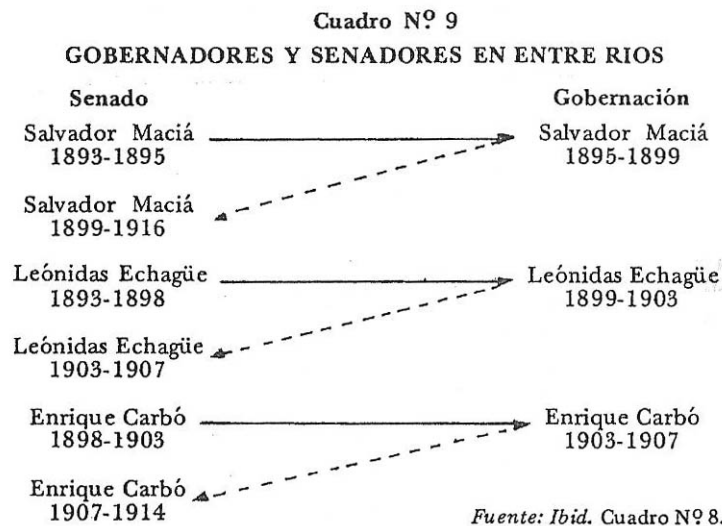 Cuadro Nº 9
GOBERNADORES Y SENADORES EN ENTRE RIOS
Senado Gobernación
Salvador Maciá Salvador Maciá
1893-1895 1895-1899
Salvador Maciá
1899-1916
Leónidas Echagüe Leónidas Echagüe
1893-1898 1899-1903
Leónidas Echagüe
1903-1907
Enrique Carbó Enrique Carbó
1898-1903 1903-1907
Enrique Carbó
1907-1914
Fuente: Ibid. Cuadro Nº 8.